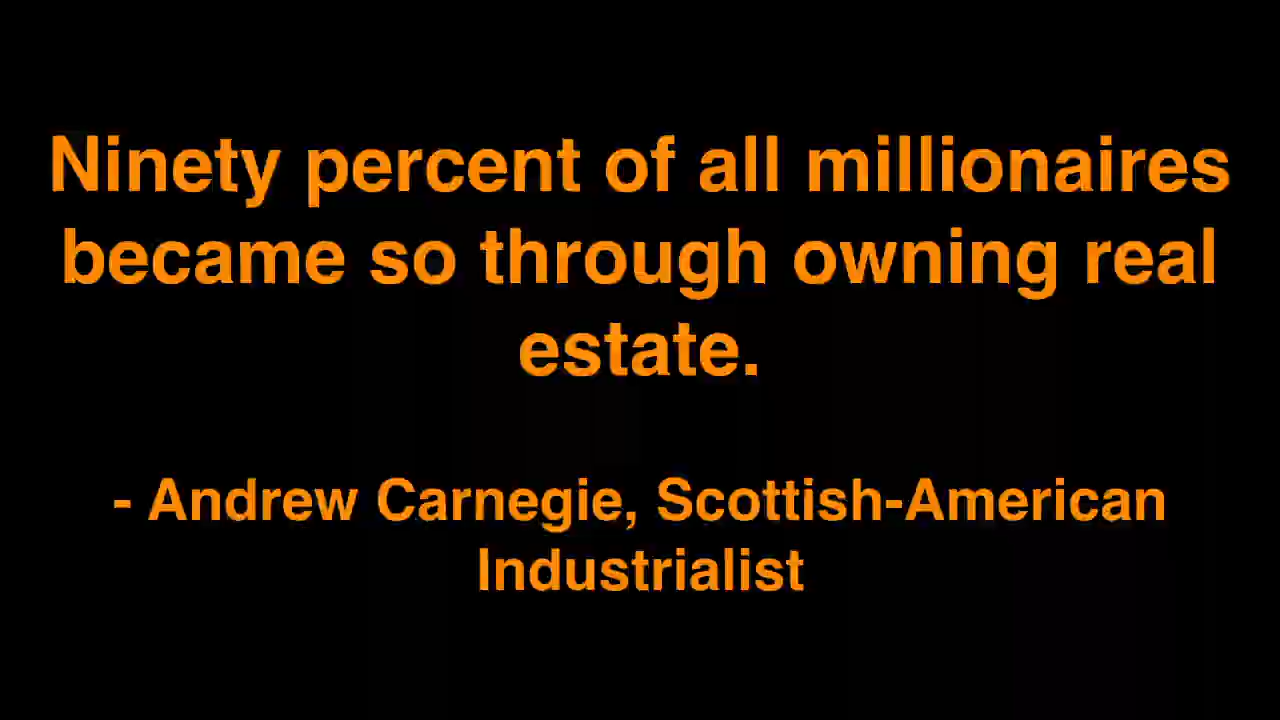 Ninety percent of all millionaires
became so through owning real
estate.
- Andrew Carnegie, Scottish-American
Industrialist